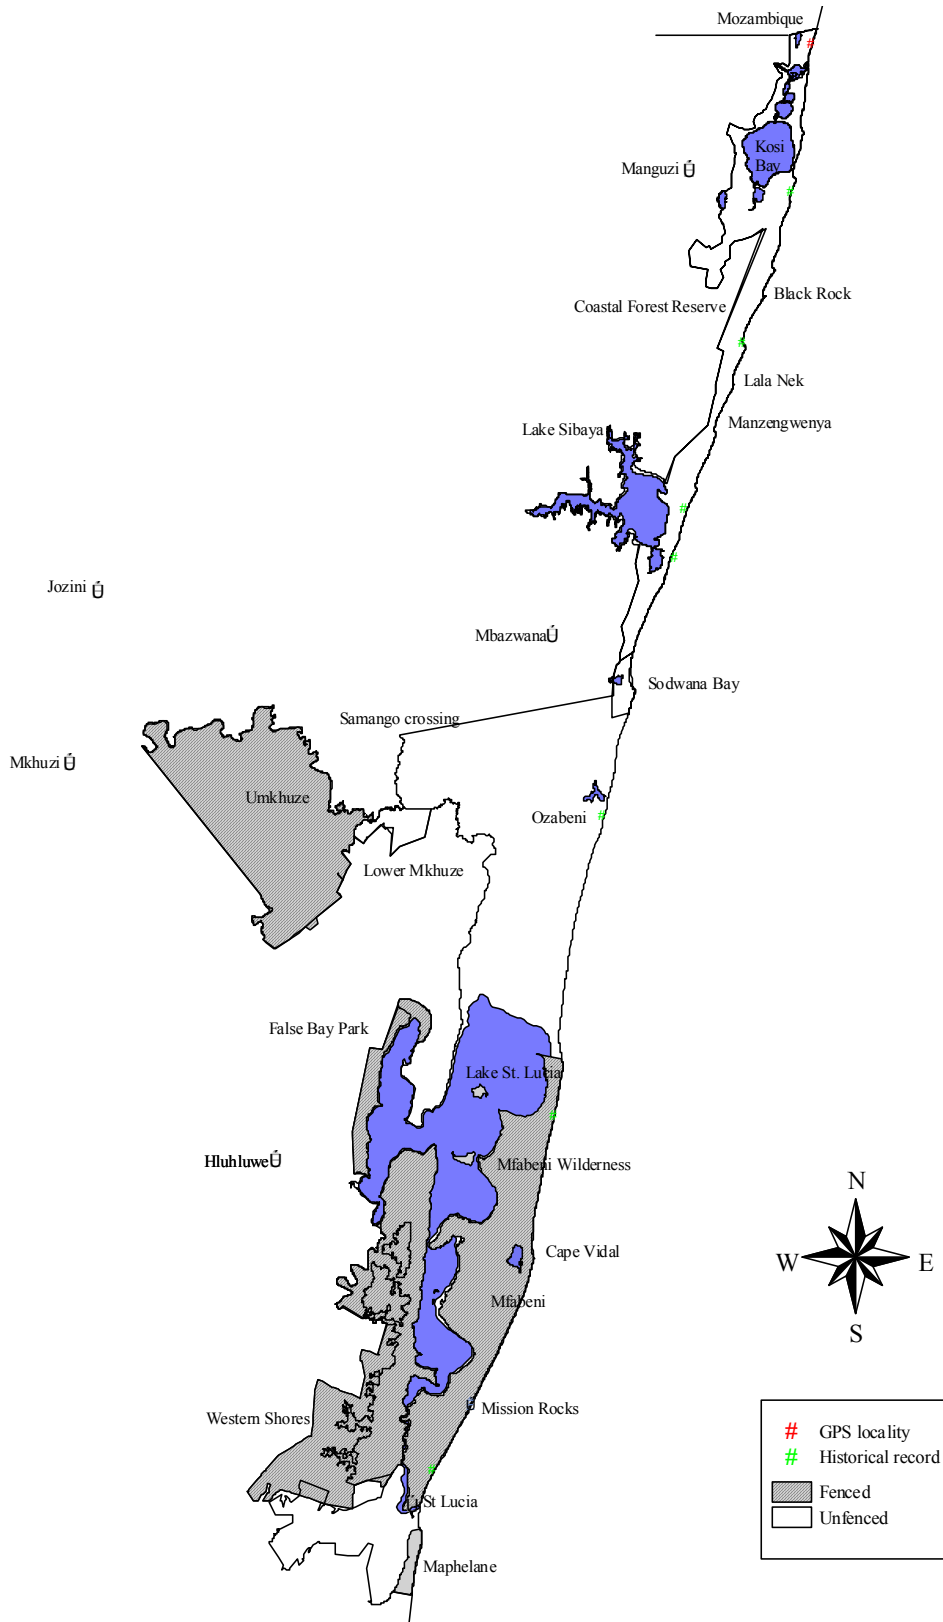 Mozambique
Kosi
Bay
Manguzi
Black Rock
Coastal Forest Reserve
Lala Nek
Manzengwenya
Lake Sibaya
Jozini
Mbazwana
Sodwana Bay
Samango crossing
Mkhuzi
Umkhuze
Ozabeni
Lower Mkhuze
False Bay Park
Lake St. Lucia
Hluhluwe
Mfabeni Wilderness
Cape Vidal
Mfabeni
Mission Rocks
Western Shores
St Lucia
Maphelane
N
W
E
S
# GPS locality
# Historical record
Fenced
Unfenced